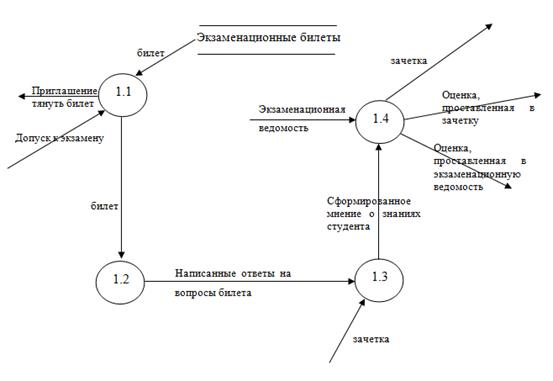 Экзаменационные билеты
билет
зачетка
Приглашение
тянуть билет
1.1
Оценка,
проставленная в
зачетку
Экзаменационная
ведомость
1.4
Допуск к экзамену
Оценка,
проставленная в
экзаменационную
ведомость
билет
Сформированное
мнение о знаниях
студента
1.2
Написанные ответы на
вопросы билета
1.3
зачетка